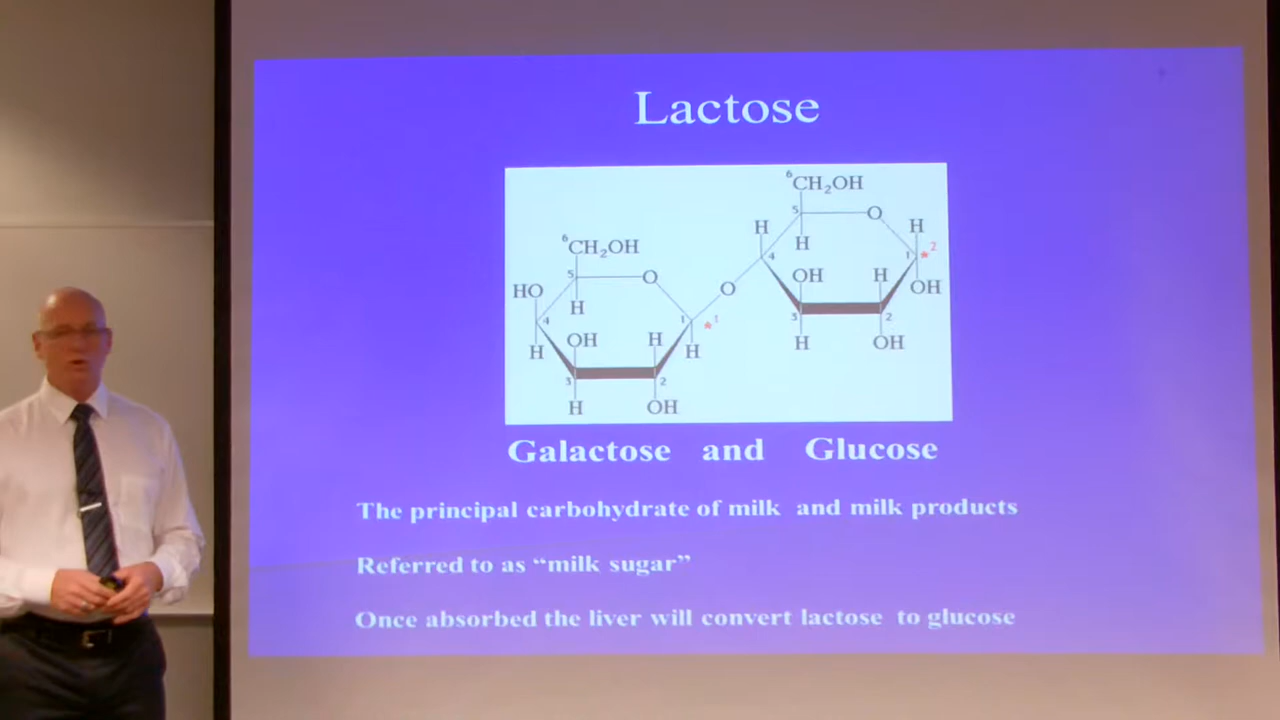 Lactose
6CH2OH
5
O
H
H
4
H
1
*2
6CH2OH
5
O
HO
H
4
OH
H
1
*1
H
H
3
2
H
OH
O
OH
H
OH
3
2
H
OH
Galactose and Glucose
The principal carbohydrate of milk and milk products
Referred to as “milk sugar”
Once absorbed the liver will convert lactose to glucose